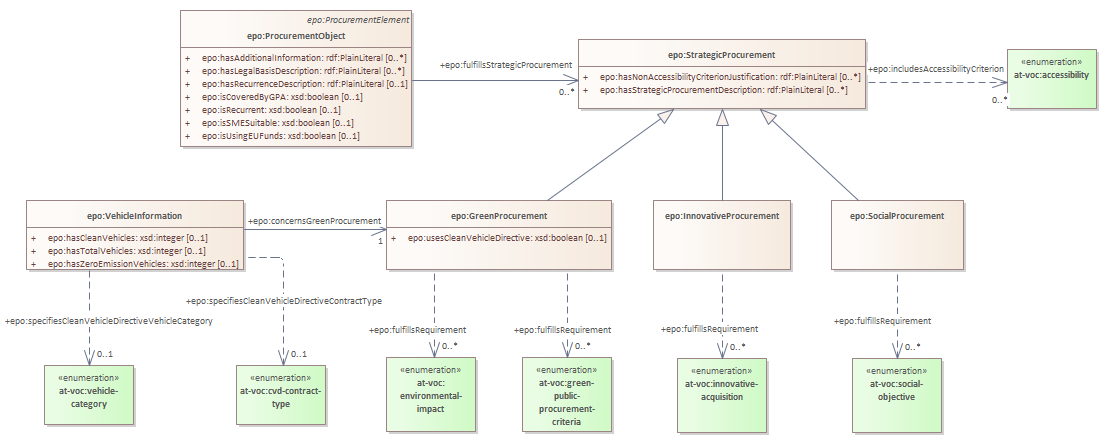 epo:ProcurementElement
epo:ProcurementObject
+ epo:hasAdditionalInformation: rdf:PlainLiteral [0..*]
+ epo:hasLegalBasisDescription: rdf:PlainLiteral [0..*]
+ epo:hasRecurrenceDescription: rdf:PlainLiteral [0..1]
+ epo:isCoveredByGPA: xsd:boolean [0..1]
+ epo:isRecurrent: xsd:boolean [0..1]
+ epo:isSMESuitable: xsd:boolean [0..1]
+ epo:isUsingEUFunds: xsd:boolean [0..1]
+epo:fulfillsStrategicProcurement
0..*
epo:StrategicProcurement
+ epo:hasNonAccessibilityCriterionJustification: rdf:PlainLiteral [0..*]
+ epo:hasStrategicProcurementDescription: rdf:PlainLiteral [0..*]
+epo:includesAccessibilityCriterion
0..*
«enumeration»
at-voc:accessibility
epo:VehicleInformation
+ epo:hasCleanVehicles: xsd:integer [0..1]
+ epo:hasTotalVehicles: xsd:integer [0..1]
+ epo:hasZeroEmissionVehicles: xsd:integer [0..1]
+epo:concernsGreenProcurement
1
epo:GreenProcurement
+ epo:usesCleanVehicleDirective: xsd:boolean [0..1]
epo:InnovativeProcurement
epo:SocialProcurement
+epo:specifiesCleanVehicleDirectiveContractType
+epo:specifiesCleanVehicleDirectiveVehicleCategory
+epo:fulfillsRequirement
+epo:fulfillsRequirement
+epo:fulfillsRequirement
+epo:fulfillsRequirement
0..1
0..1
0..*
0..*
0..*
0..*
«enumeration»
at-voc:vehicle-
category
«enumeration»
at-voc:cvd-contract-
type
«enumeration»
at-voc:
environmental-
impact
«enumeration»
at-voc:green-
public-
procurement-
criteria
«enumeration»
at-voc:innovative-
acquisition
«enumeration»
at-voc:social-
objective